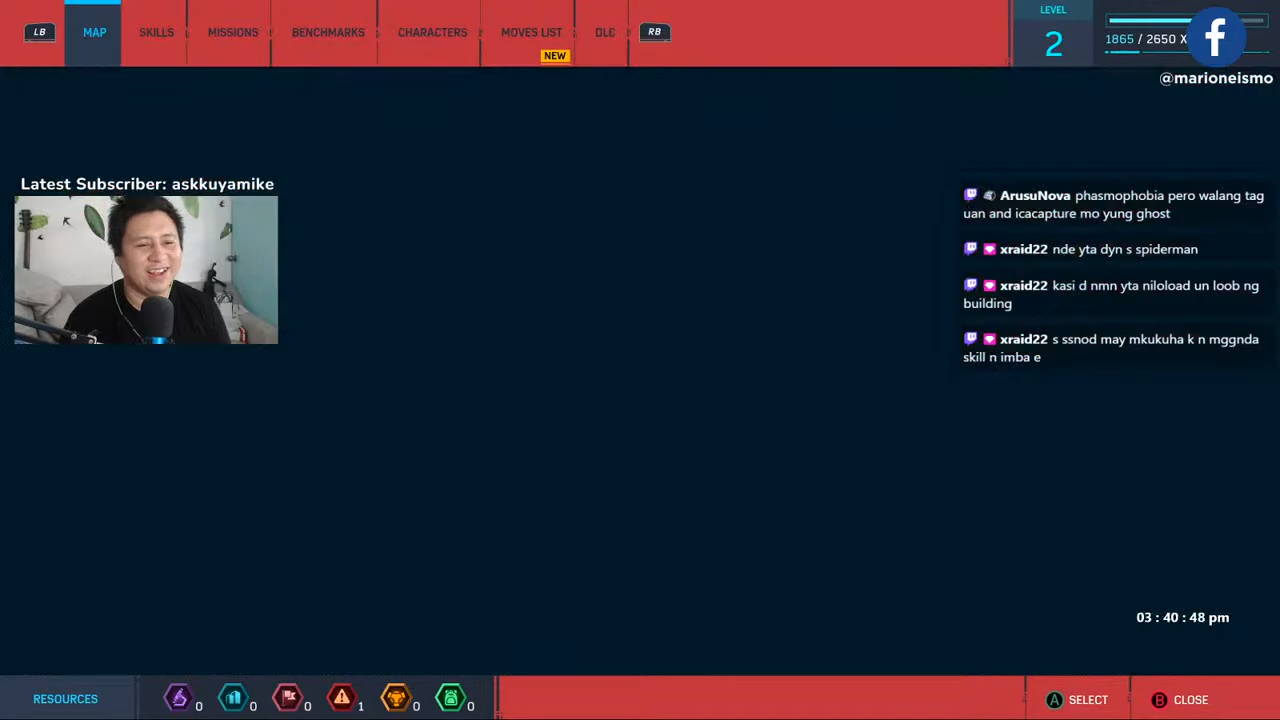 LB
MAP
SKILLS
MISSIONS
BENCHMARKS
CHARACTERS
MOVES LIST
NEW
DLC
RB
LEVEL
2
1865 / 2650 X
@marioneismo
Latest Subscriber: askkuyamike
ArusuNova phasmophobia pero walang tag
uan and icacapture mo yung ghost
xraid22 nde yta dyn s spiderman
xraid22 kasi d nmn yta niloload un loob ng
building
xraid22 s ssnod may mkukuha k n mggnda
skill n imba e
03 : 40 : 48 pm
RESOURCES
0
0
0
1
0
0
A SELECT
B CLOSE